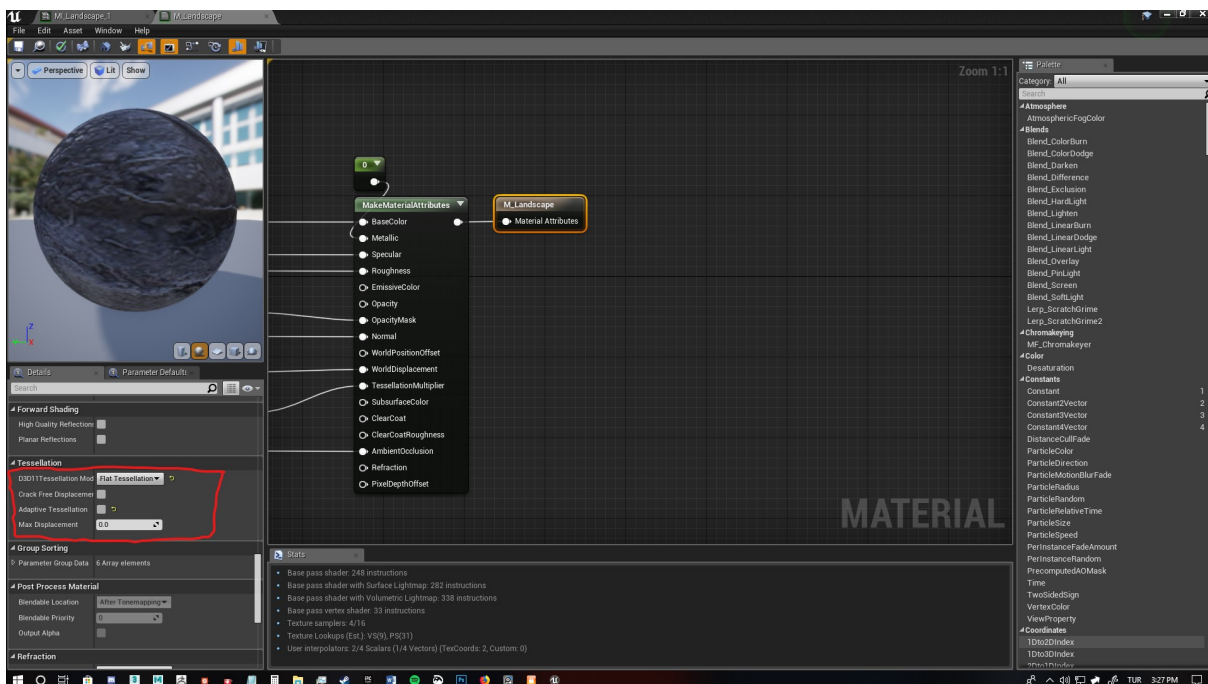 M_Landscape_1
M_Landscape
File Edit Asset Window Help
Perspective Lit Show
Zoom 1:1
0
MakeMaterialAttributes
BaseColor
Metallic
Specular
Roughness
EmissiveColor
Opacity
OpacityMask
Normal
WorldPositionOffset
WorldDisplacement
TessellationMultiplier
SubsurfaceColor
ClearCoat
ClearCoatRoughness
AmbientOcclusion
Refraction
PixelDepthOffset
M_Landscape
Material Attributes
MATERIAL
Z
X
Details
Parameter Defaults
Search
Forward Shading
High Quality Reflections
Planar Reflections
Tessellation
D3D11Tessellation Mod Flat Tessellation
Crack Free Displacemer
Adaptive Tessellation
Max Displacement 0.0
Group Sorting
Parameter Group Data 6 Array elements
Post Process Material
Blendable Location After Tonemapping
Blendable Priority 0
Output Alpha
Refraction
Stats
Base pass shader: 248 instructions
Base pass shader with Surface Lightmap: 282 instructions
Base pass shader with Volumetric Lightmap: 338 instructions
Base pass vertex shader: 33 instructions
Texture samplers: 4/16
Texture Lookups (Est.): VS(9), PS(31)
User interpolators: 2/4 Scalars (1/4 Vectors) (TexCoords: 2, Custom: 0)
Palette
Category: All
Search
Atmosphere
AtmosphericFogColor
Blends
Blend_ColorBurn
Blend_ColorDodge
Blend_Darken
Blend_Difference
Blend_Exclusion
Blend_HardLight
Blend_Lighten
Blend_LinearBurn
Blend_LinearDodge
Blend_LinearLight
Blend_Overlay
Blend_PinLight
Blend_Screen
Blend_SoftLight
Lerp_ScratchGrime
Lerp_ScratchGrime2
Chromakeying
MF_Chromakeyer
Color
Desaturation
Constants
Constant 1
Constant2Vector 2
Constant3Vector 3
Constant4Vector 4
DistanceCullFade
ParticleColor
ParticleDirection
ParticleMotionBlurFade
ParticleRadius
ParticleRandom
ParticleRelativeTime
ParticleSize
ParticleSpeed
PerInstanceFadeAmount
PerInstanceRandom
PrecomputedAOMask
Time
TwoSidedSign
VertexColor
ViewProperty
Coordinates
1Dto2DIndex
1Dto3DIndex
2Dto1DIndex
TUR 3:27 PM